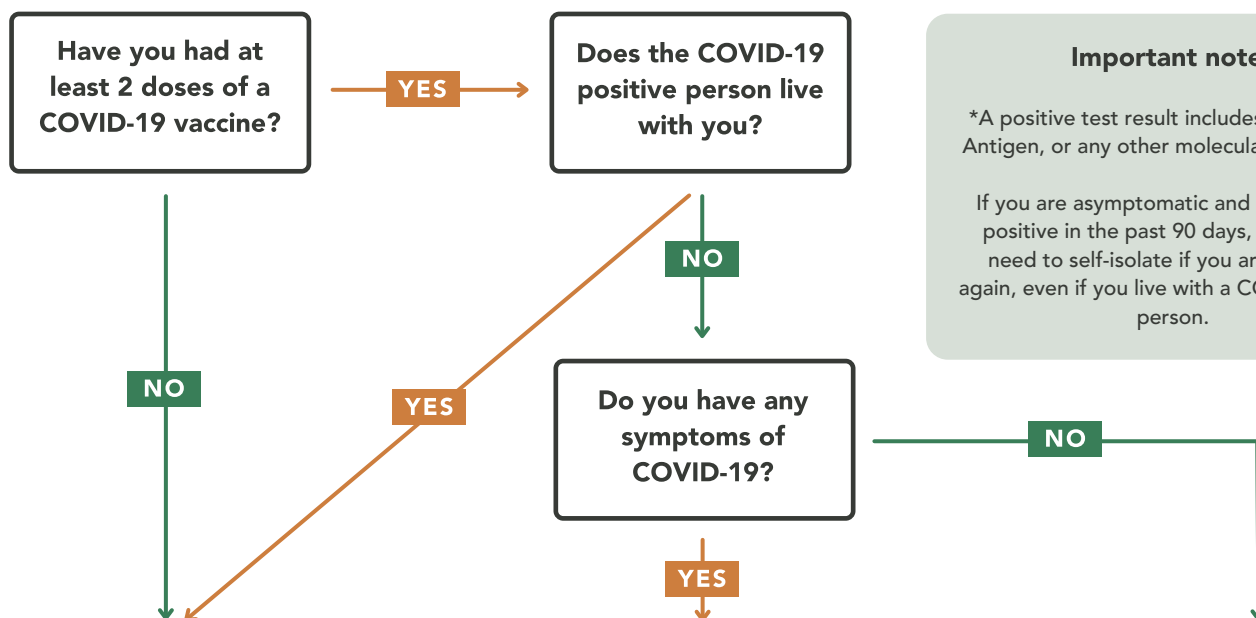 Have you had at
least 2 doses of a
COVID-19 vaccine?
YES
Does the COVID-19
positive person live
with you?
Important note
*A positive test result includes
Antigen, or any other molecula
If you are asymptomatic and
positive in the past 90 days,
need to self-isolate if you ar
again, even if you live with a CO
person.
NO
NO
YES
Do you have any
symptoms of
COVID-19?
NO
YES